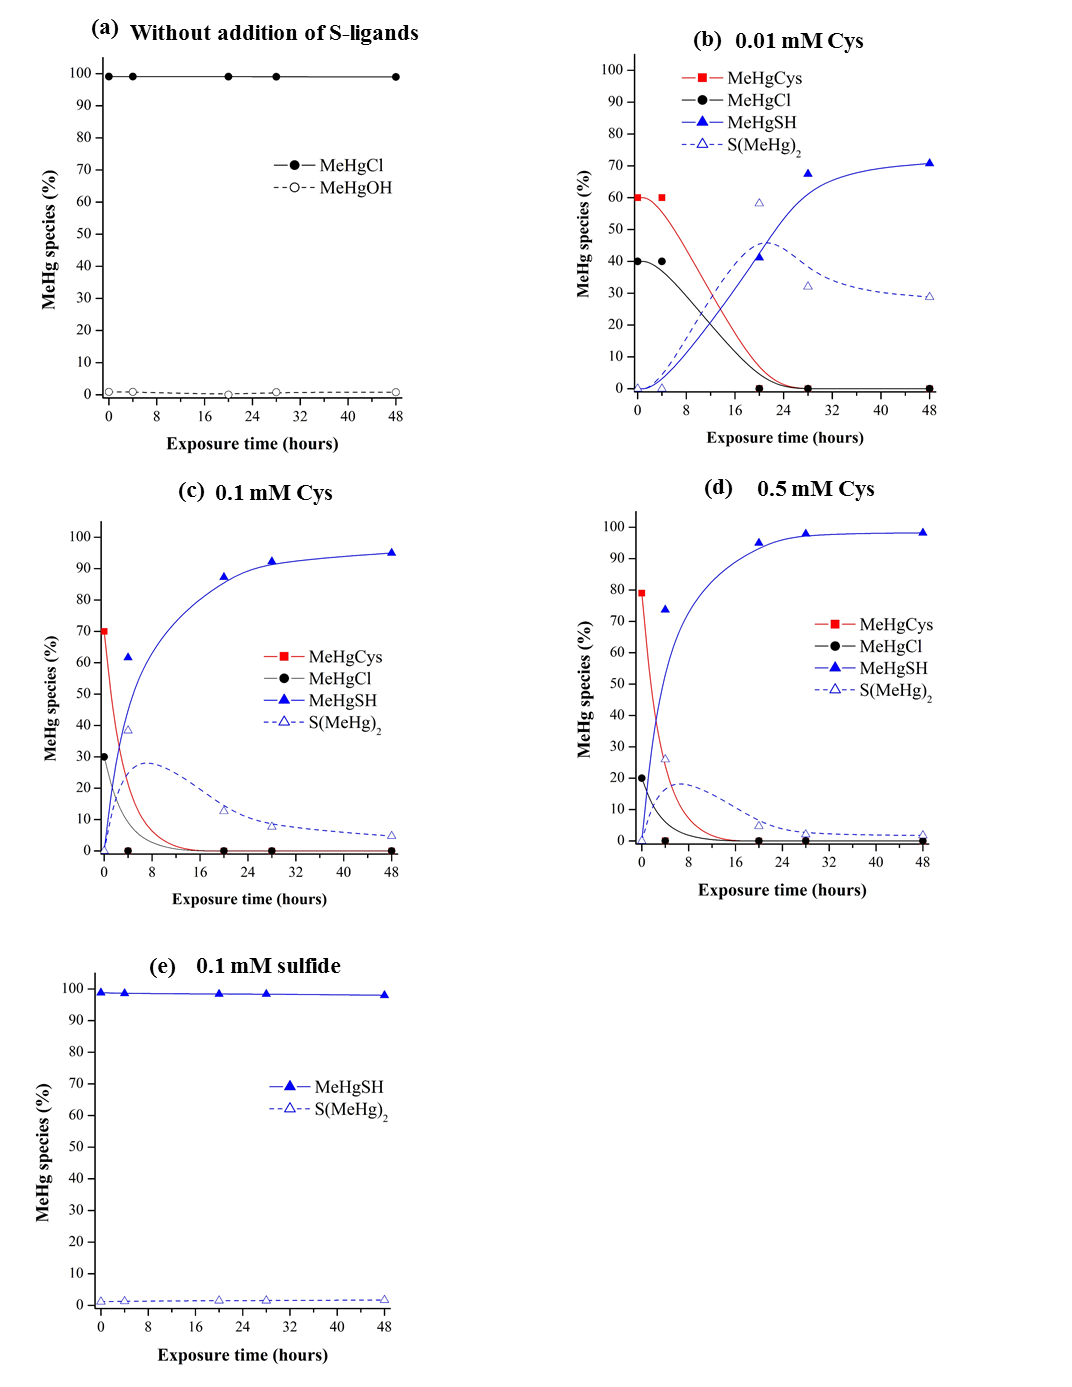 (a) Without addition of S-ligands
100
90
80
70
60
50
40
30
20
10
0
MeHg species (%)
MeHgCl
MeHgOH
0 8 16 24 32 40 48
Exposure time (hours)
(b) 0.01 mM Cys
100
90
80
70
60
50
40
30
20
10
0
MeHg species (%)
MeHgCys
MeHgCl
MeHgSH
S(MeHg)2
0 8 16 24 32 40 48
Exposure time (hours)
(c) 0.1 mM Cys
100
90
80
70
60
50
40
30
20
10
0
MeHg species (%)
MeHgCys
MeHgCl
MeHgSH
S(MeHg)2
0 8 16 24 32 40 48
Exposure time (hours)
(d) 0.5 mM Cys
100
90
80
70
60
50
40
30
20
10
0
MeHg species (%)
MeHgCys
MeHgCl
MeHgSH
S(MeHg)2
0 8 16 24 32 40 48
Exposure time (hours)
(e) 0.1 mM sulfide
100
90
80
70
60
50
40
30
20
10
0
MeHg species (%)
MeHgSH
S(MeHg)2
0 8 16 24 32 40 48
Exposure time (hours)